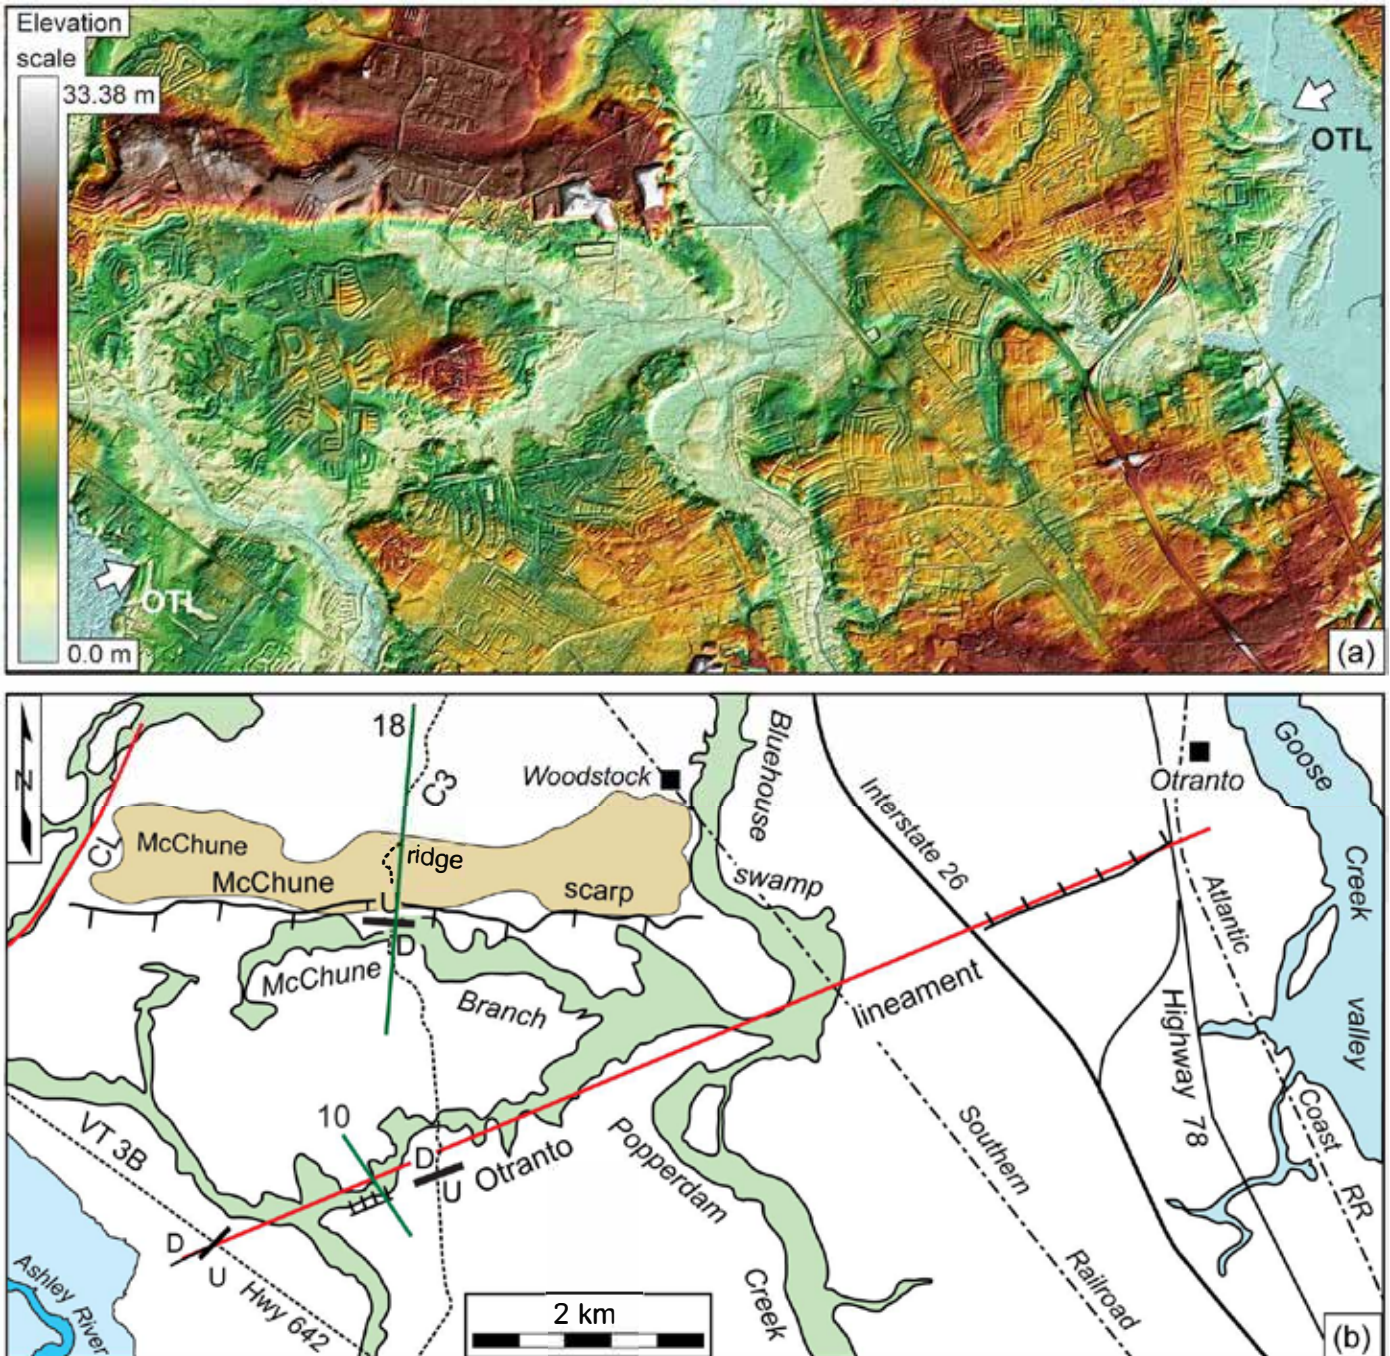 Elevation
scale
33.38 m
0.0 m
OTL
OTL
(a)
N
18
C3
Woodstock
Bluehouse
swamp
Interstate 26
Otranto
Goose
Creek
valley
CL
McChune
ridge
McChune
scarp
U
D
McChune
Branch
lineament
Atlantic
Coast
RR
Highway 78
VT 3B
10
D
U
Otranto
Popperdam
Creek
Southern
Railroad
D
U
Hwy 642
Ashley River
2 km
(b)